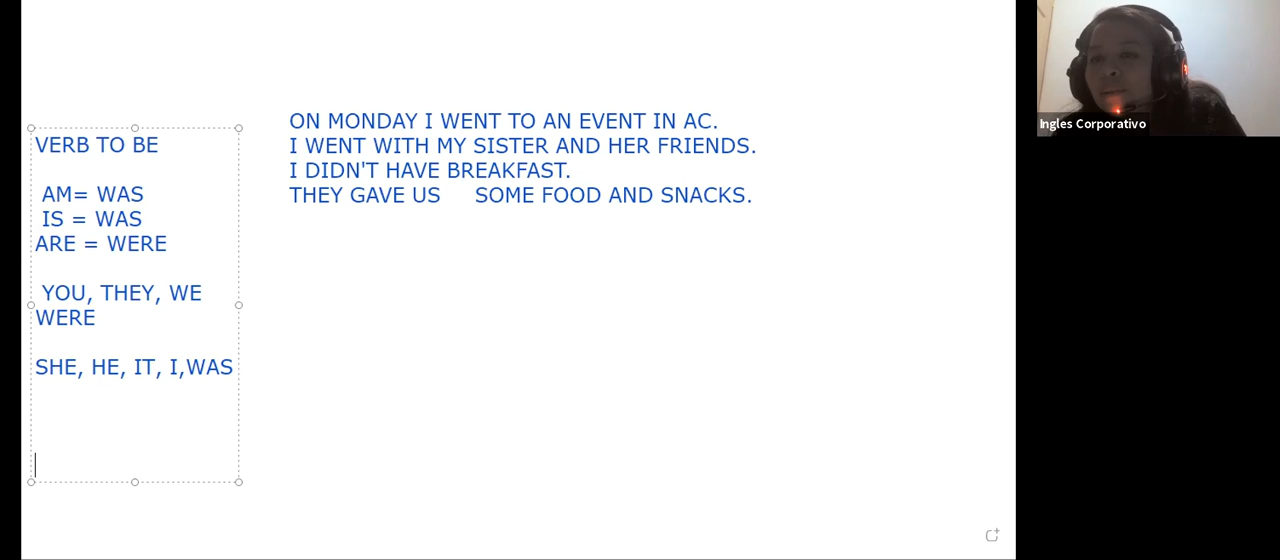 VERB TO BE
AM= WAS
IS = WAS
ARE = WERE
YOU, THEY, WE
WERE
SHE, HE, IT, I,WAS
ON MONDAY I WENT TO AN EVENT IN AC.
I WENT WITH MY SISTER AND HER FRIENDS.
I DIDN'T HAVE BREAKFAST.
THEY GAVE US SOME FOOD AND SNACKS.
Ingles Corporativo